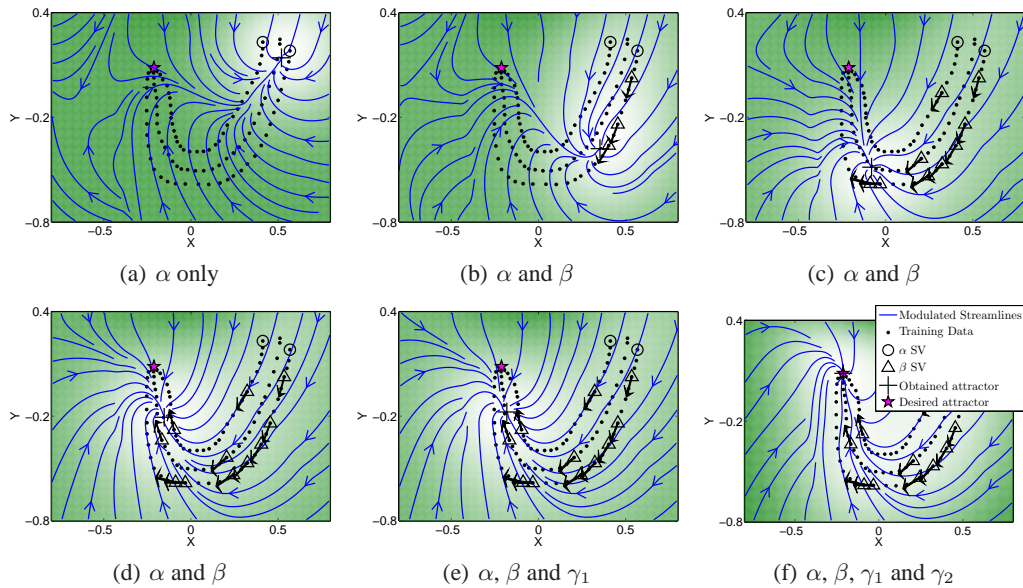 0.4
−0.2
−0.8
Y
−0.5 0 0.5
X
(a) α only
0.4
−0.2
−0.8
Y
−0.5 0 0.5
X
(b) α and β
0.4
−0.2
−0.8
Y
−0.5 0 0.5
X
(c) α and β
0.4
−0.2
−0.8
Y
−0.5 0 0.5
X
(d) α and β
0.4
−0.2
−0.8
Y
−0.5 0 0.5
X
(e) α, β and γ1
0.4
−0.2
−0.8
Y
−0.5 0 0.5
X
Modulated Streamlines
Training Data
α SV
β SV
Obtained attractor
Desired attractor
(f) α, β, γ1 and γ2